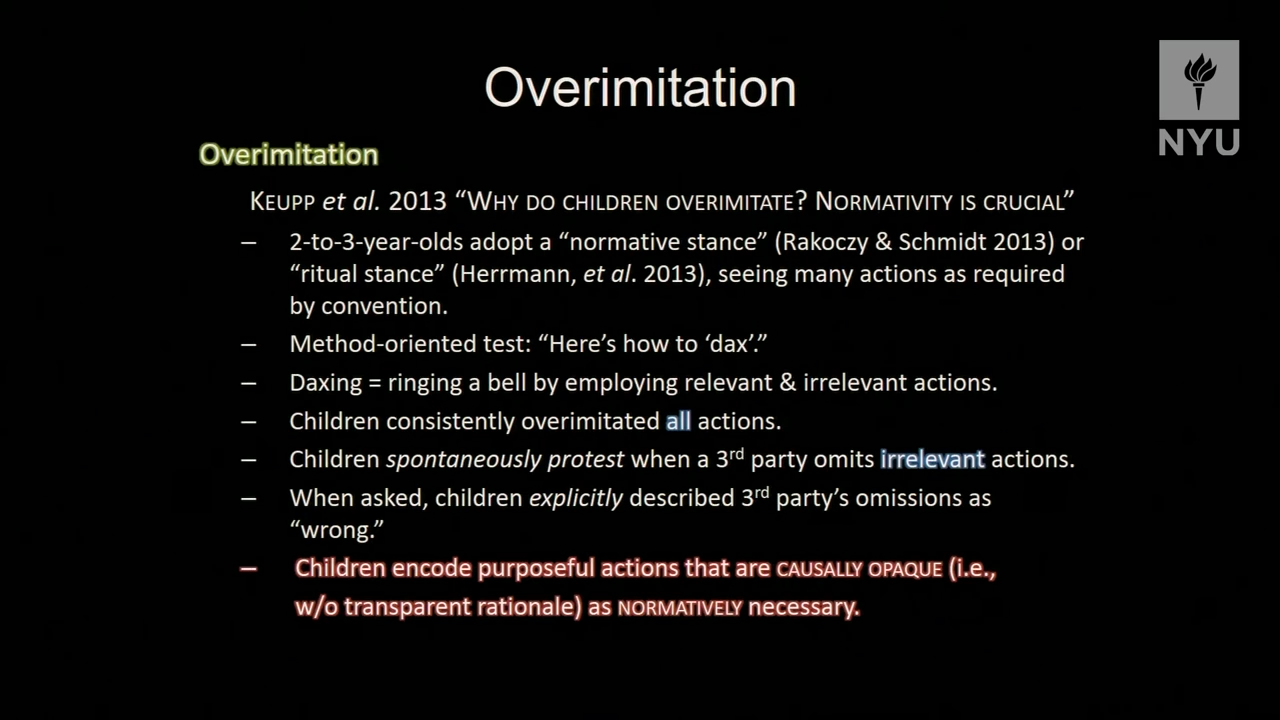 Overimitation
NYU
Overimitation
KEUPP et al. 2013 “WHY DO CHILDREN OVERIMITATE? NORMATIVITY IS CRUCIAL”
– 2-to-3-year-olds adopt a “normative stance” (Rakoczy & Schmidt 2013) or
“ritual stance” (Herrmann, et al. 2013), seeing many actions as required
by convention.
– Method-oriented test: “Here’s how to ‘dax’.”
– Daxing = ringing a bell by employing relevant & irrelevant actions.
– Children consistently overimitated all actions.
– Children spontaneously protest when a 3rd party omits irrelevant actions.
– When asked, children explicitly described 3rd party’s omissions as
“wrong.”
– Children encode purposeful actions that are CAUSALLY OPAQUE (i.e.,
w/o transparent rationale) as NORMATIVELY necessary.